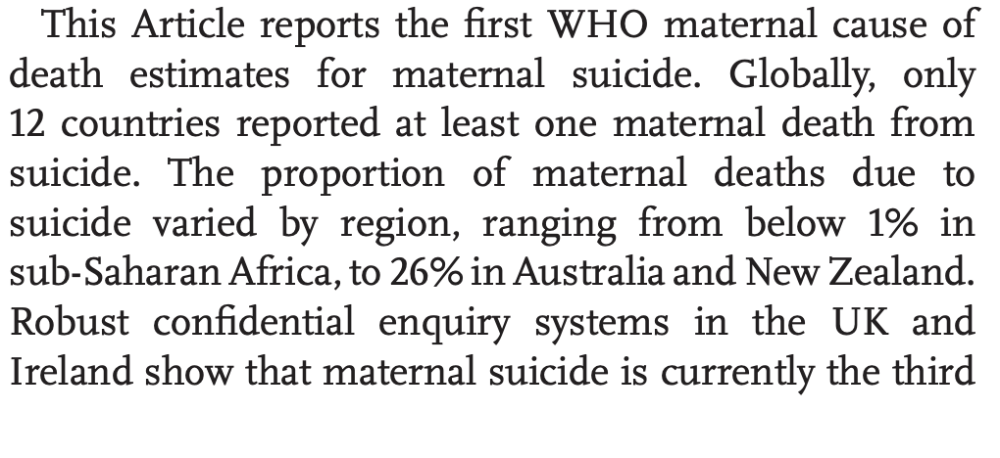 This Article reports the first WHO maternal cause of
death estimates for maternal suicide. Globally, only
12 countries reported at least one maternal death from
suicide. The proportion of maternal deaths due to
suicide varied by region, ranging from below 1% in
sub-Saharan Africa, to 26% in Australia and New Zealand.
Robust confidential enquiry systems in the UK and
Ireland show that maternal suicide is currently the third